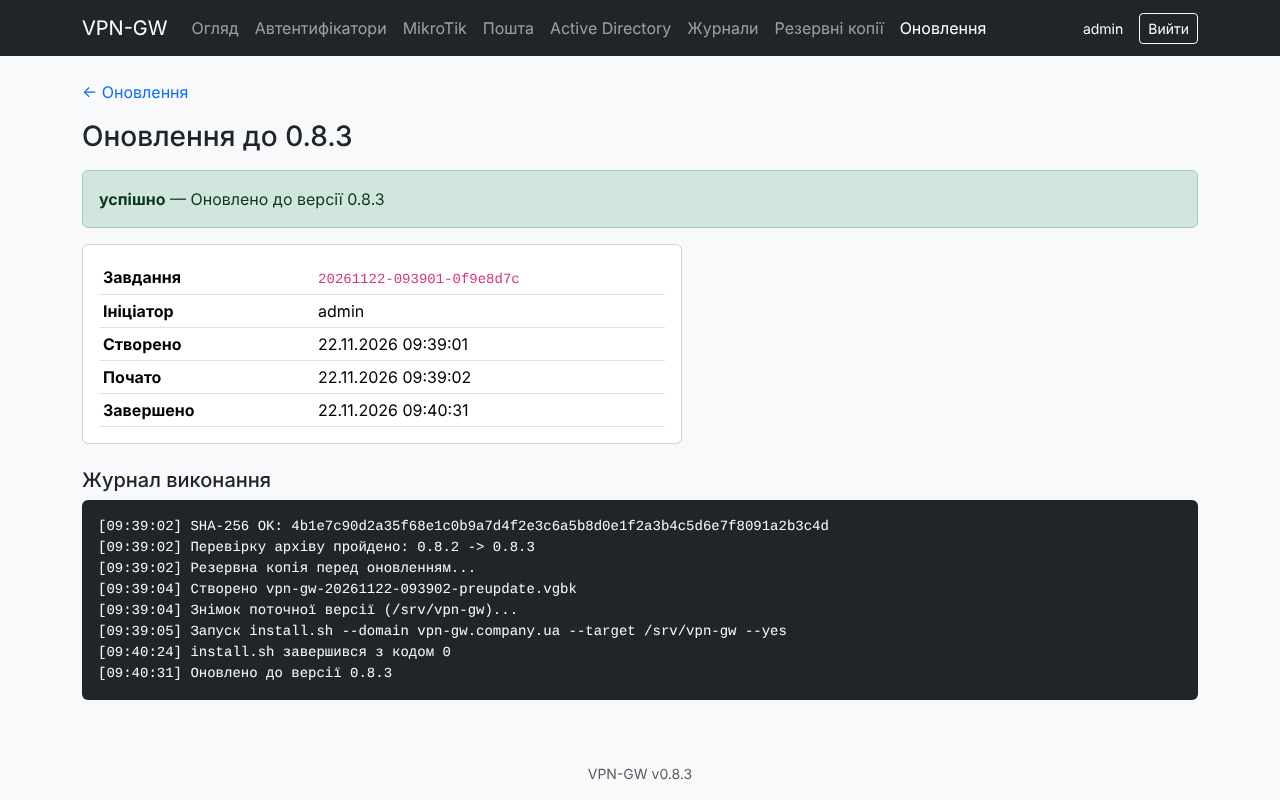 VPN-GW Огляд Автентифікатори MikroTik Пошта Active Directory Журнали Резервні копії Оновлення admin Вийти
← Оновлення
Оновлення до 0.8.3
успішно — Оновлено до версії 0.8.3
Завдання 20261122-093901-0f9e8d7c
Ініціатор admin
Створено 22.11.2026 09:39:01
Почато 22.11.2026 09:39:02
Завершено 22.11.2026 09:40:31
Журнал виконання
[09:39:02] SHA-256 OK: 4b1e7c90d2a35f68e1c0b9a7d4f2e3c6a5b8d0e1f2a3b4c5d6e7f8091a2b3c4d
[09:39:02] Перевірку архіву пройдено: 0.8.2 -> 0.8.3
[09:39:02] Резервна копія перед оновленням...
[09:39:04] Створено vpn-gw-20261122-093902-preupdate.vgbk
[09:39:04] Знімок поточної версії (/srv/vpn-gw)...
[09:39:05] Запуск install.sh --domain vpn-gw.company.ua --target /srv/vpn-gw --yes
[09:40:24] install.sh завершився з кодом 0
[09:40:31] Оновлено до версії 0.8.3
VPN-GW v0.8.3